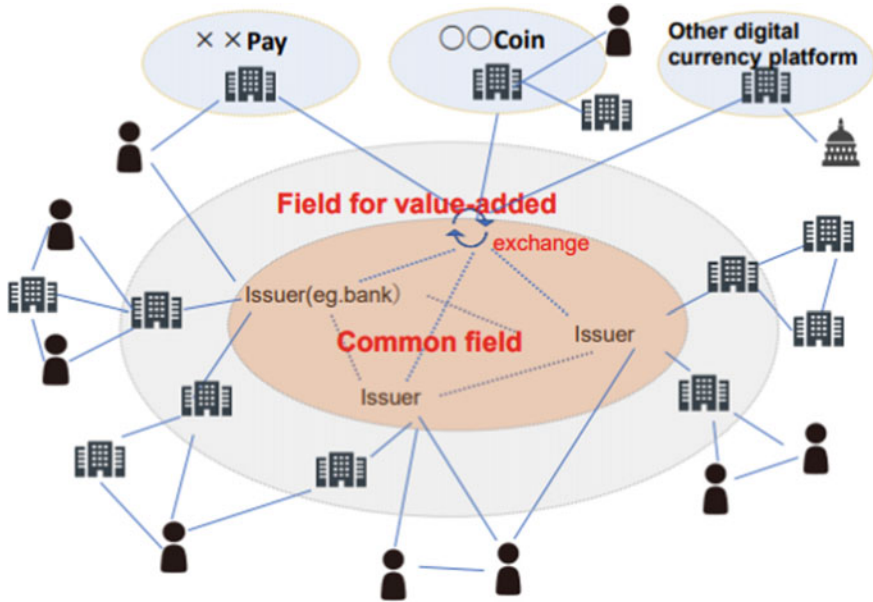 × ×Pay
○○Coin
Other digital
currency platform
Field for value-added
exchange
Issuer(eg.bank）
Issuer
Common field
Issuer